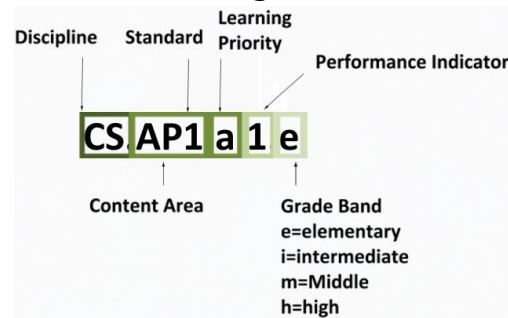 Learning
Discipline Standard Priority
Performance Indicator
CS.AP1 a 1 e
Content Area
Grade Band
e=elementary
i=intermediate
m=Middle
h=high